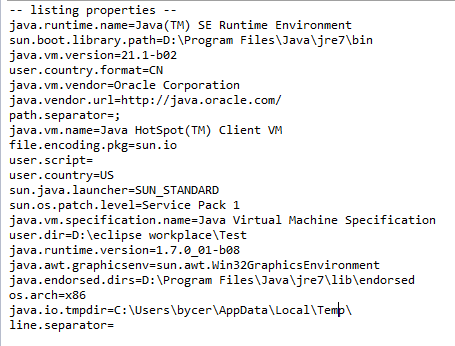 -- listing properties --
java.runtime.name=Java(TM) SE Runtime Environment
sun.boot.library.path=D:\Program Files\Java\jre7\bin
java.vm.version=21.1-b02
user.country.format=CN
java.vm.vendor=Oracle Corporation
java.vendor.url=http://java.oracle.com/
path.separator=;
java.vm.name=Java HotSpot(TM) Client VM
file.encoding.pkg=sun.io
user.script=
user.country=US
sun.java.launcher=SUN_STANDARD
sun.os.patch.level=Service Pack 1
java.vm.specification.name=Java Virtual Machine Specification
user.dir=D:\eclipse workplace\Test
java.runtime.version=1.7.0_01-b08
java.awt.graphicsenv=sun.awt.Win32GraphicsEnvironment
java.endorsed.dirs=D:\Program Files\Java\jre7\lib\endorsed
os.arch=x86
java.io.tmpdir=C:\Users\bycer\AppData\Local\Temp\
line.separator=